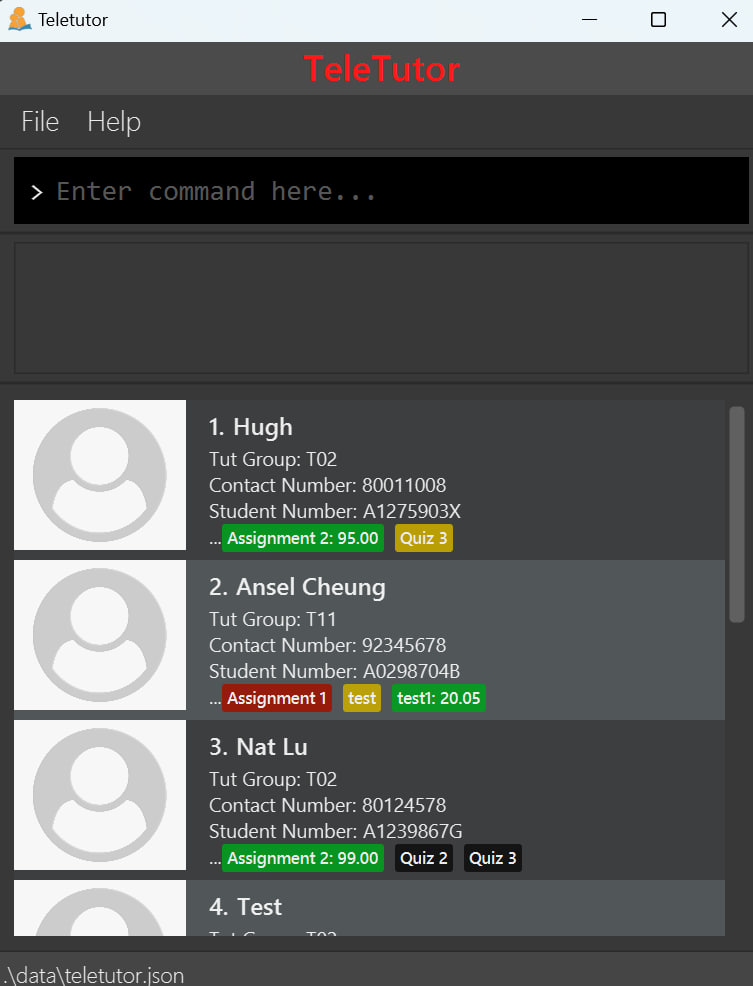 Teletutor
TeleTutor
File Help
> Enter command here...
1. Hugh
Tut Group: T02
Contact Number: 80011008
Student Number: A1275903X
...Assignment 2: 95.00 Quiz 3
2. Ansel Cheung
Tut Group: T11
Contact Number: 92345678
Student Number: A0298704B
...Assignment 1 test test1: 20.05
3. Nat Lu
Tut Group: T02
Contact Number: 80124578
Student Number: A1239867G
...Assignment 2: 99.00 Quiz 2 Quiz 3
4. Test
Tut Group:
.\data\teletutor.json